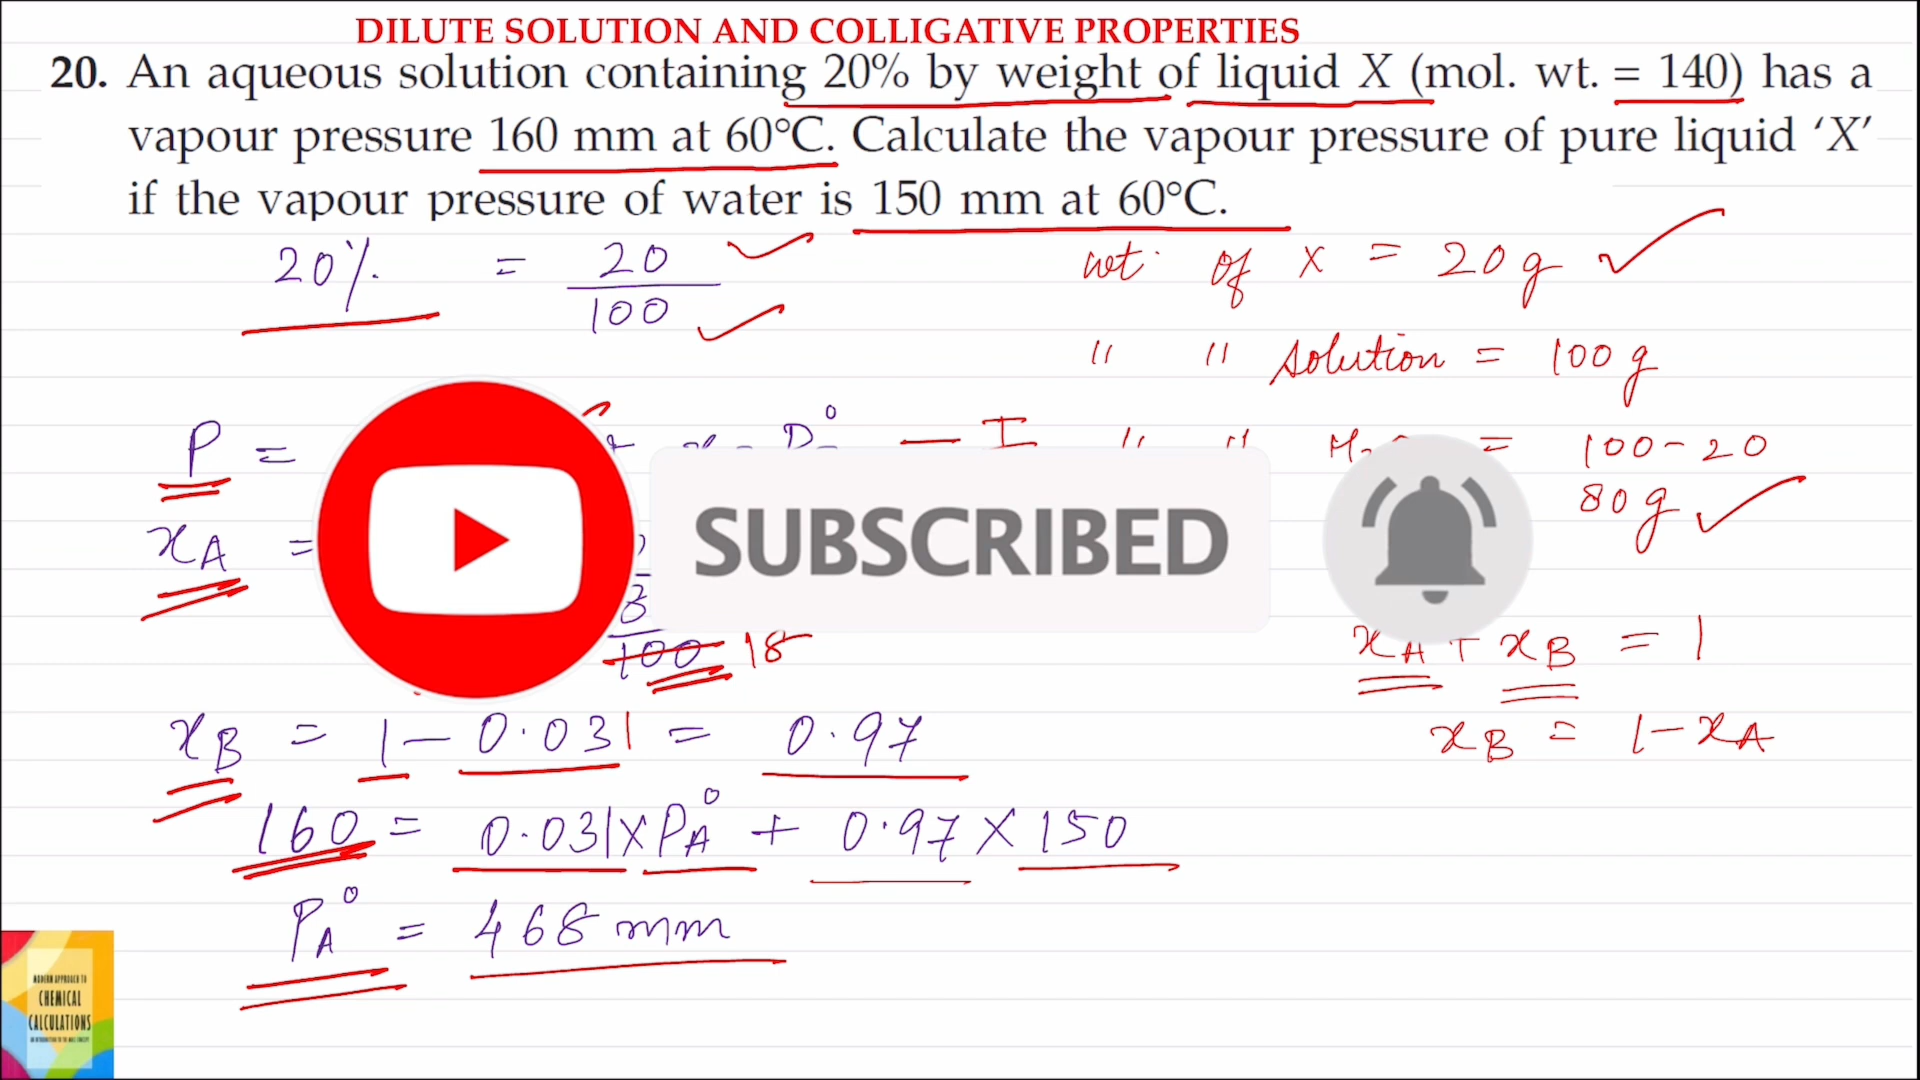 DILUTE SOLUTION AND COLLIGATIVE PROPERTIES
20. An aqueous solution containing 20% by weight of liquid X (mol. wt. = 140) has a
vapour pressure 160 mm at 60°C. Calculate the vapour pressure of pure liquid ‘X’
if the vapour pressure of water is 150 mm at 60°C.
20% = 20/100
wt. of X = 20g
" " solution = 100g
P = — I
" " = 100-20
80g
xA =
SUBSCRIBED
100 18
xA + xB = 1
xB = 1 - 0.031 = 0.97
xB = 1-xA
160 = 0.031 X PA° + 0.97 X 150
PA° = 468 mm
MODERN APPROACH TO
CHEMICAL
CALCULATIONS